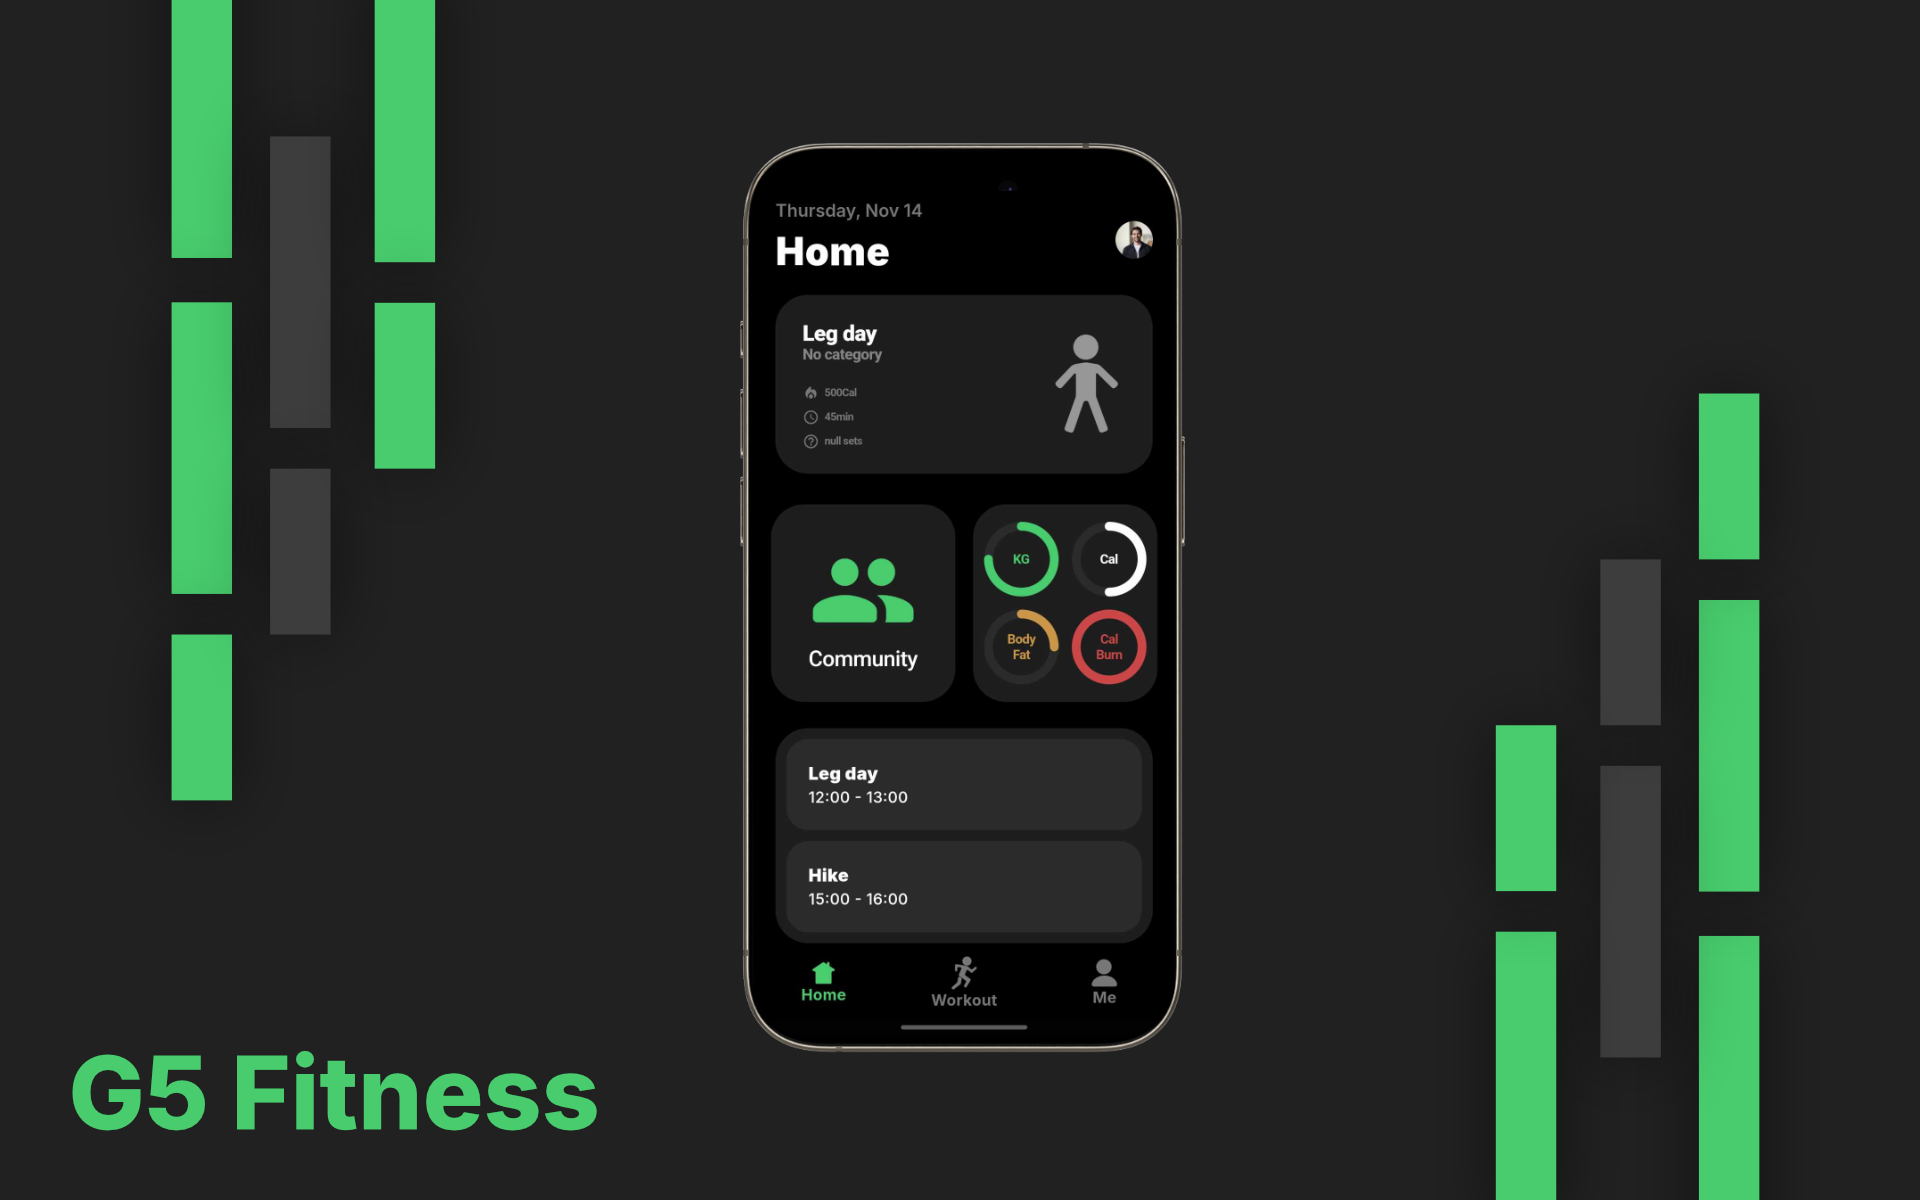 Thursday, Nov 14
Home
Leg day
No category
500Cal
45min
null sets
Community
KG
Cal
Body
Fat
Cal
Burn
Leg day
12:00 - 13:00
Hike
15:00 - 16:00
Home
Workout
Me
G5 Fitness